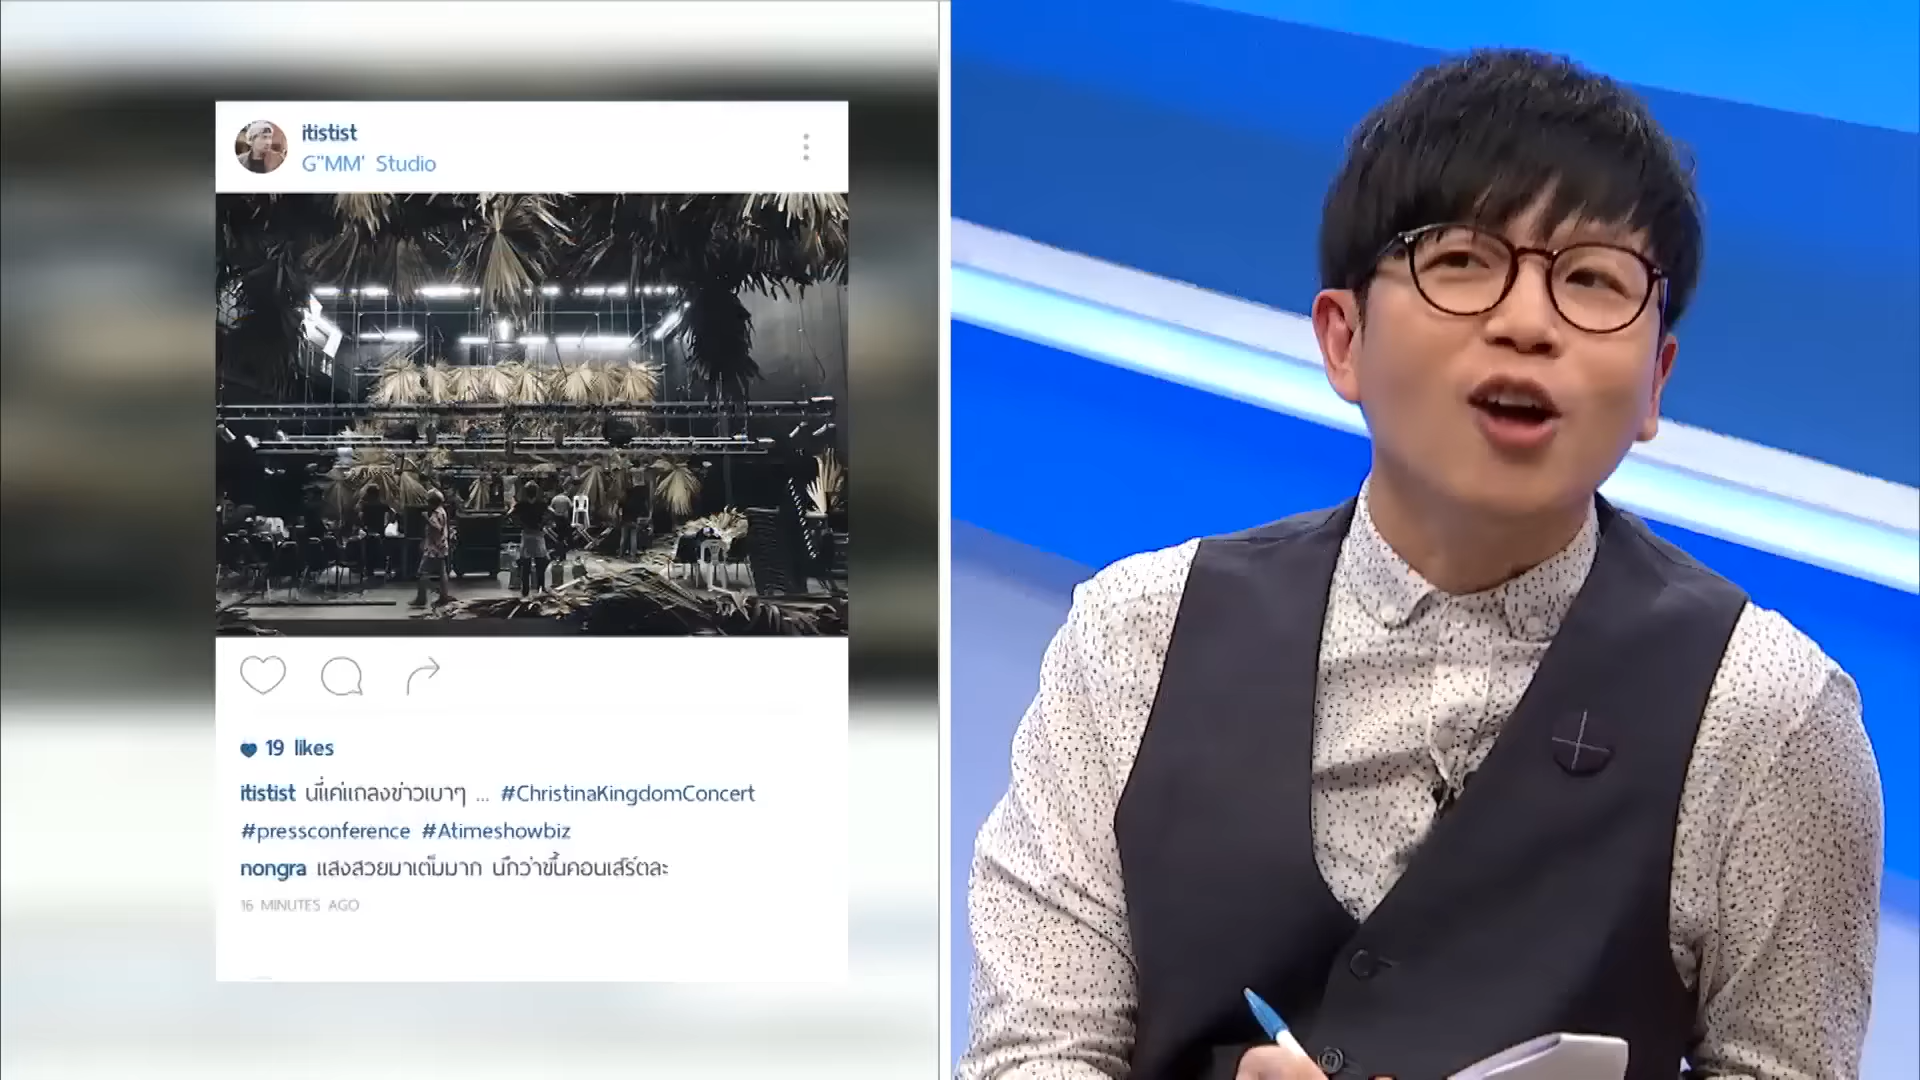 itistist
G"MM' Studio
19 likes
itistist นี่แค่แถลงข่าวเบาๆ ... #ChristinaKingdomConcert
#pressconference #Atimeshowbiz
nongra แสงสวยมาเต็มมาก นึกว่าขึ้นคอนเสิร์ตละ
16 MINUTES AGO